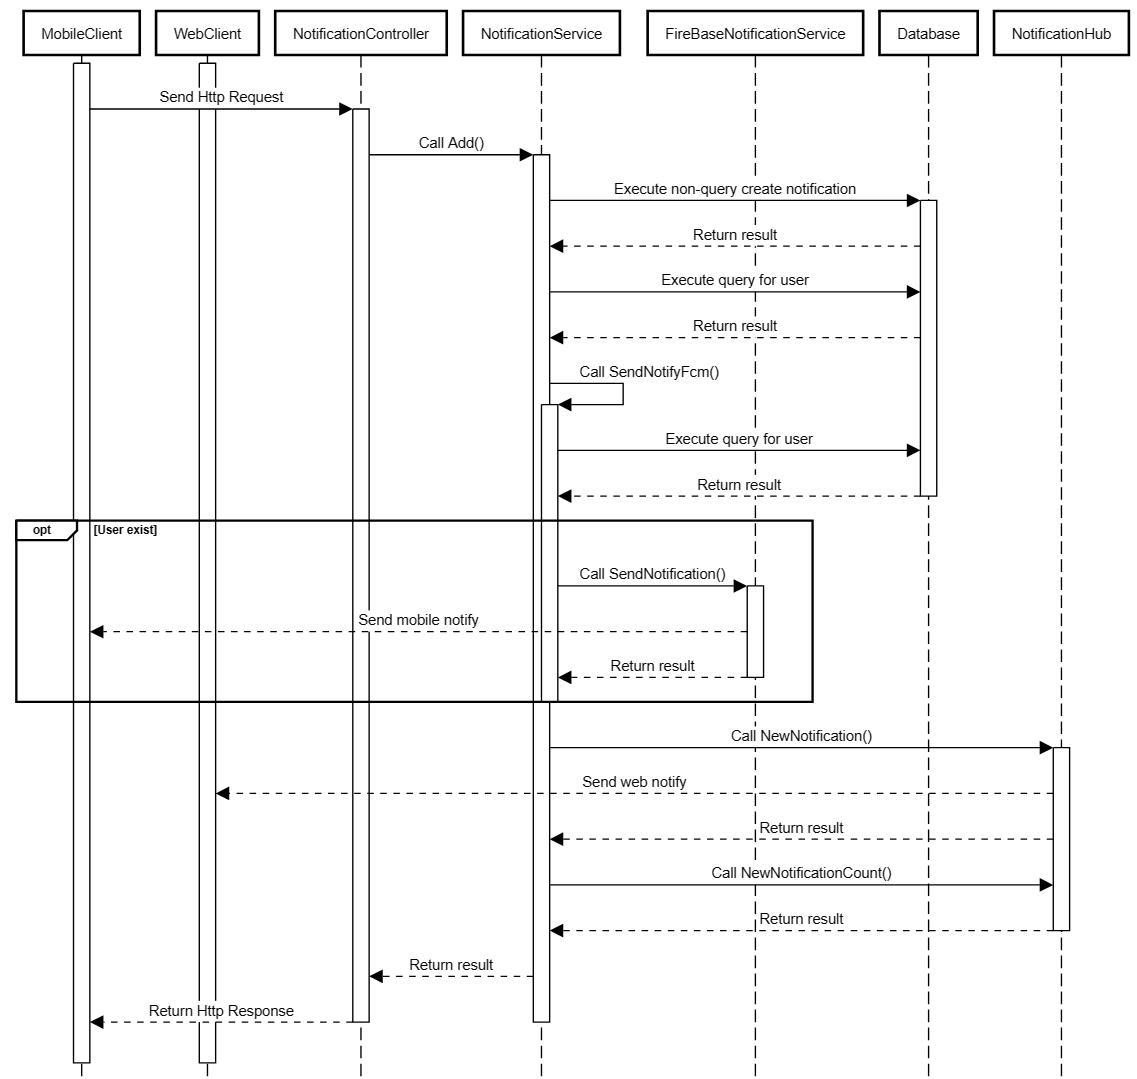 MobileClient
WebClient
NotificationController
NotificationService
FireBaseNotificationService
Database
NotificationHub
Send Http Request
Call Add()
Execute non-query create notification
Return result
Execute query for user
Return result
Call SendNotifyFcm()
Execute query for user
Return result
opt
[User exist]
Call SendNotification()
Send mobile notify
Return result
Call NewNotification()
Send web notify
Return result
Call NewNotificationCount()
Return result
Return result
Return Http Response